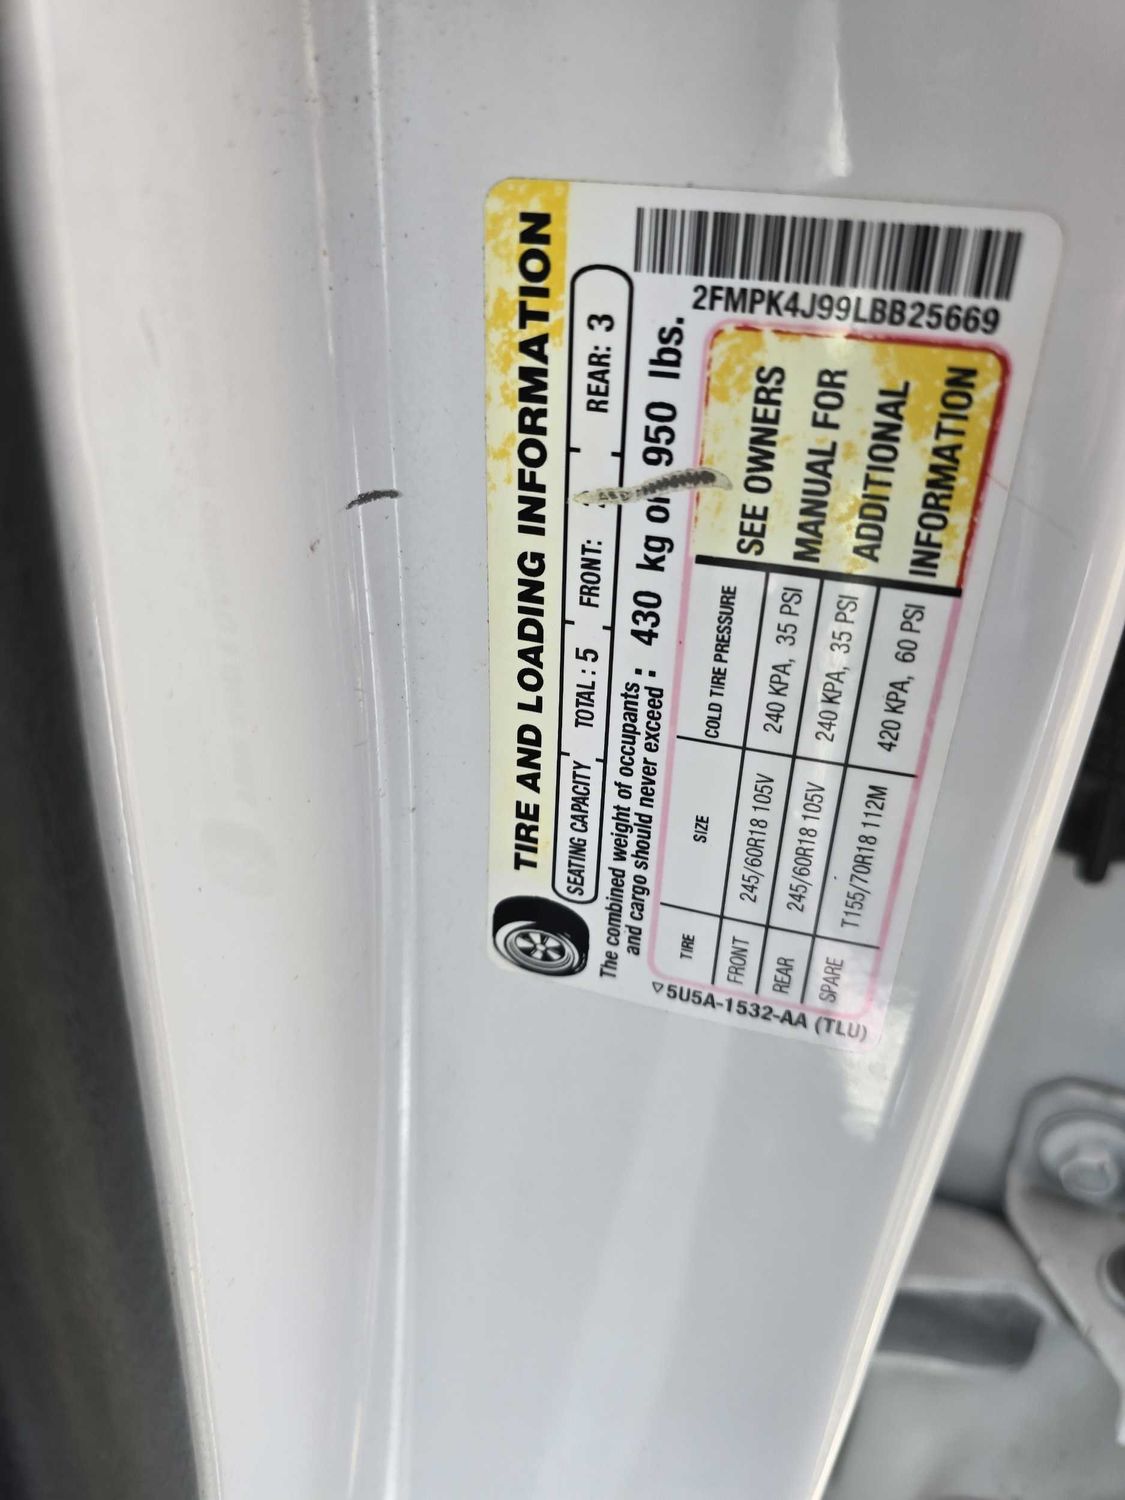 TIRE AND LOADING INFORMATION
SEATING CAPACITY TOTAL: 5 FRONT: REAR: 3
The combined weight of occupants
and cargo should never exceed : 430 kg or 950 lbs.
2FMPK4J99LBB25669
TIRE SIZE COLD TIRE PRESSURE
FRONT 245/60R18 105V 240 KPA, 35 PSI
REAR 245/60R18 105V 240 KPA, 35 PSI
SPARE T155/70R18 112M 420 KPA, 60 PSI
SEE OWNERS
MANUAL FOR
ADDITIONAL
INFORMATION
▽5U5A-1532-AA (TLU)